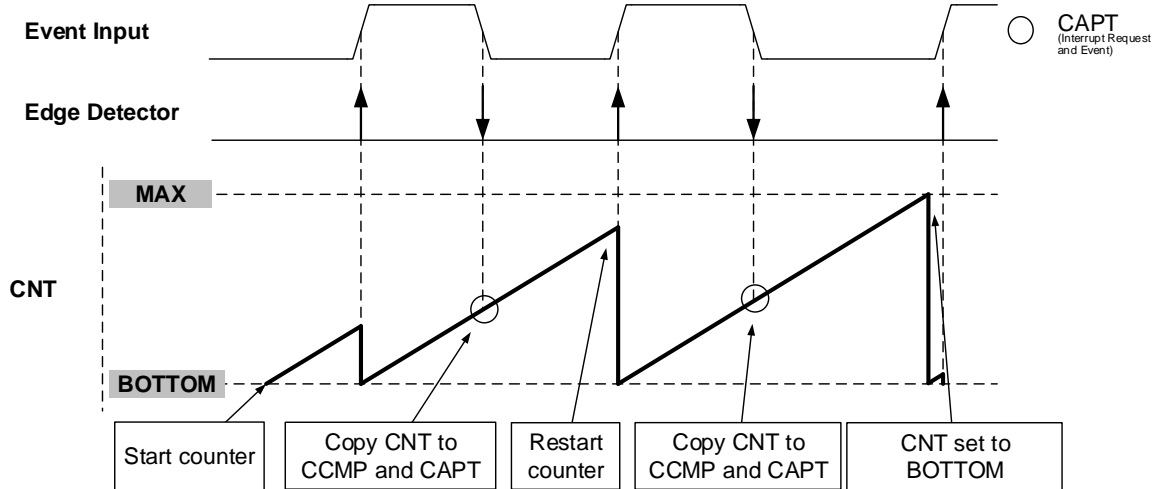 Event Input
CAPT
(Interrupt Request
and Event)
Edge Detector
MAX
CNT
BOTTOM
Start counter
Copy CNT to
CCMP and CAPT
Restart
counter
Copy CNT to
CCMP and CAPT
CNT set to
BOTTOM